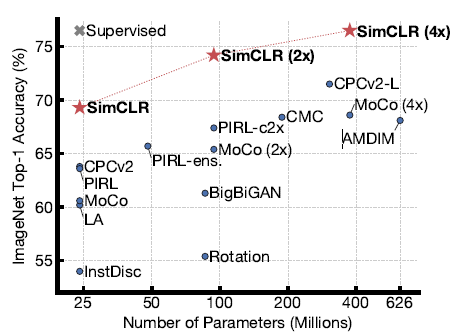 Supervised
SimCLR (4x)
75
SimCLR (2x)
CPCv2-L
70
SimCLR
MoCo (4x)
CMC
PIRL-c2x
AMDIM
MoCo (2x)
65
PIRL-ens.
CPCv2
PIRL
BigBiGAN
MoCo
60
LA
Rotation
55
InstDisc
25 50 100 200 400 626
Number of Parameters (Millions)
ImageNet Top-1 Accuracy (%)